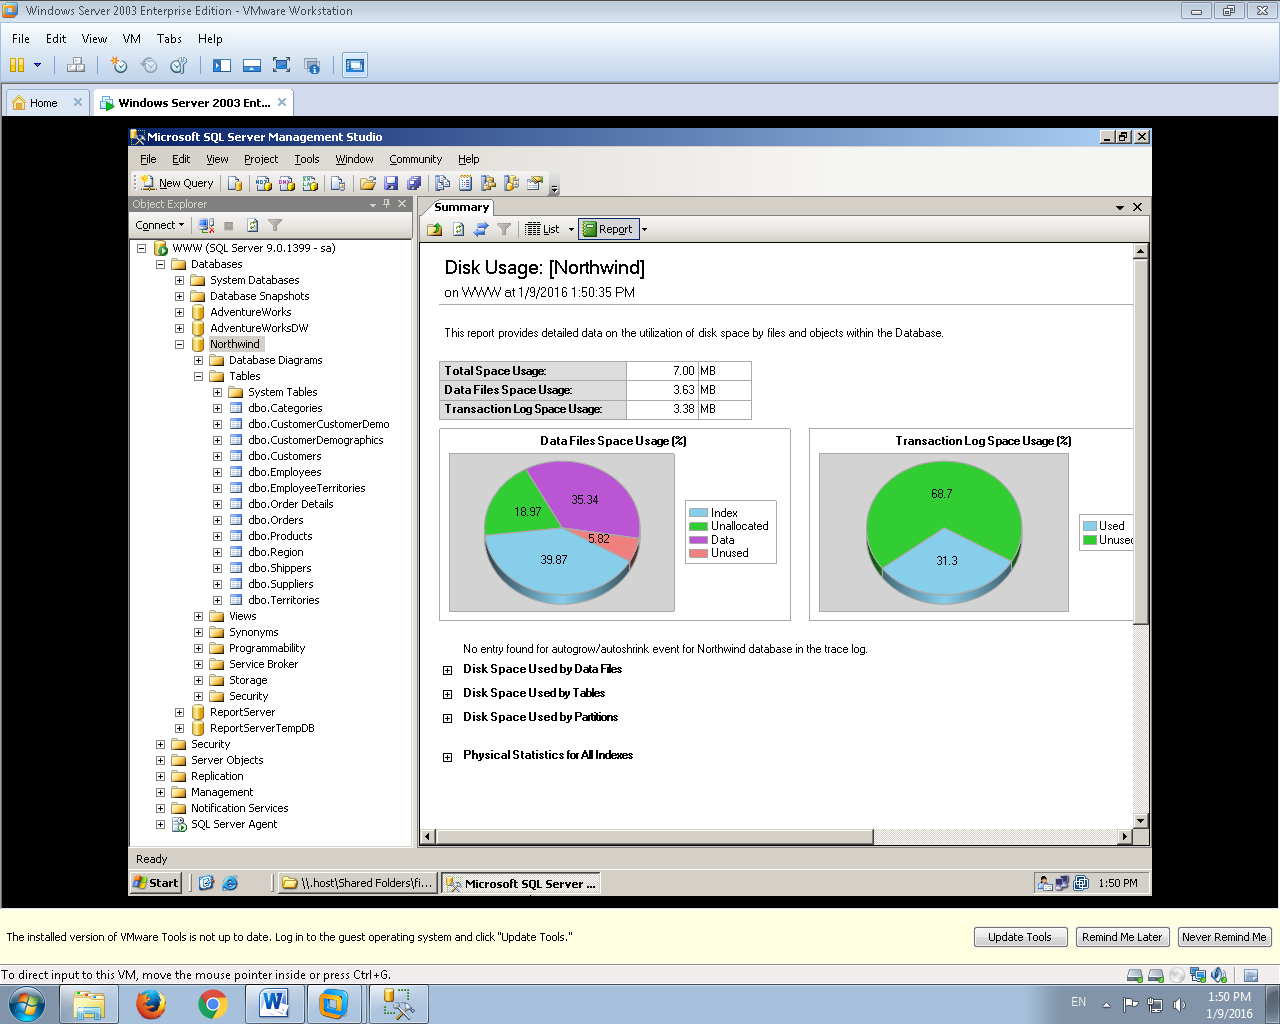 Windows Server 2003 Enterprise Edition - VMware Workstation
File Edit View VM Tabs Help
Home
Windows Server 2003 Ent...
Microsoft SQL Server Management Studio
File Edit View Project Tools Window Community Help
New Query
Object Explorer
Connect
WWW (SQL Server 9.0.1399 - sa)
Databases
System Databases
Database Snapshots
AdventureWorks
AdventureWorksDW
Northwind
Database Diagrams
Tables
System Tables
dbo.Categories
dbo.CustomerCustomerDemo
dbo.CustomerDemographics
dbo.Customers
dbo.Employees
dbo.EmployeeTerritories
dbo.Order Details
dbo.Orders
dbo.Products
dbo.Region
dbo.Shippers
dbo.Suppliers
dbo.Territories
Views
Synonyms
Programmability
Service Broker
Storage
Security
ReportServer
ReportServerTempDB
Security
Server Objects
Replication
Management
Notification Services
SQL Server Agent
Summary
List Report
Disk Usage: [Northwind]
on WWW at 1/9/2016 1:50:35 PM
This report provides detailed data on the utilization of disk space by files and objects within the Database.
Total Space Usage: 7.00 MB
Data Files Space Usage: 3.63 MB
Transaction Log Space Usage: 3.38 MB
Data Files Space Usage (%)
35.34
18.97
5.82
39.87
Index
Unallocated
Data
Unused
Transaction Log Space Usage (%)
68.7
31.3
Used
Unused
No entry found for autogrow/autoshrink event for Northwind database in the trace log.
Disk Space Used by Data Files
Disk Space Used by Tables
Disk Space Used by Partitions
Physical Statistics for All Indexes
Ready
Start
\\.host\Shared Folders\fi...
Microsoft SQL Server ...
1:50 PM
The installed version of VMware Tools is not up to date. Log in to the guest operating system and click "Update Tools."
Update Tools Remind Me Later Never Remind Me
To direct input to this VM, move the mouse pointer inside or press Ctrl+G.
EN
1:50 PM
1/9/2016